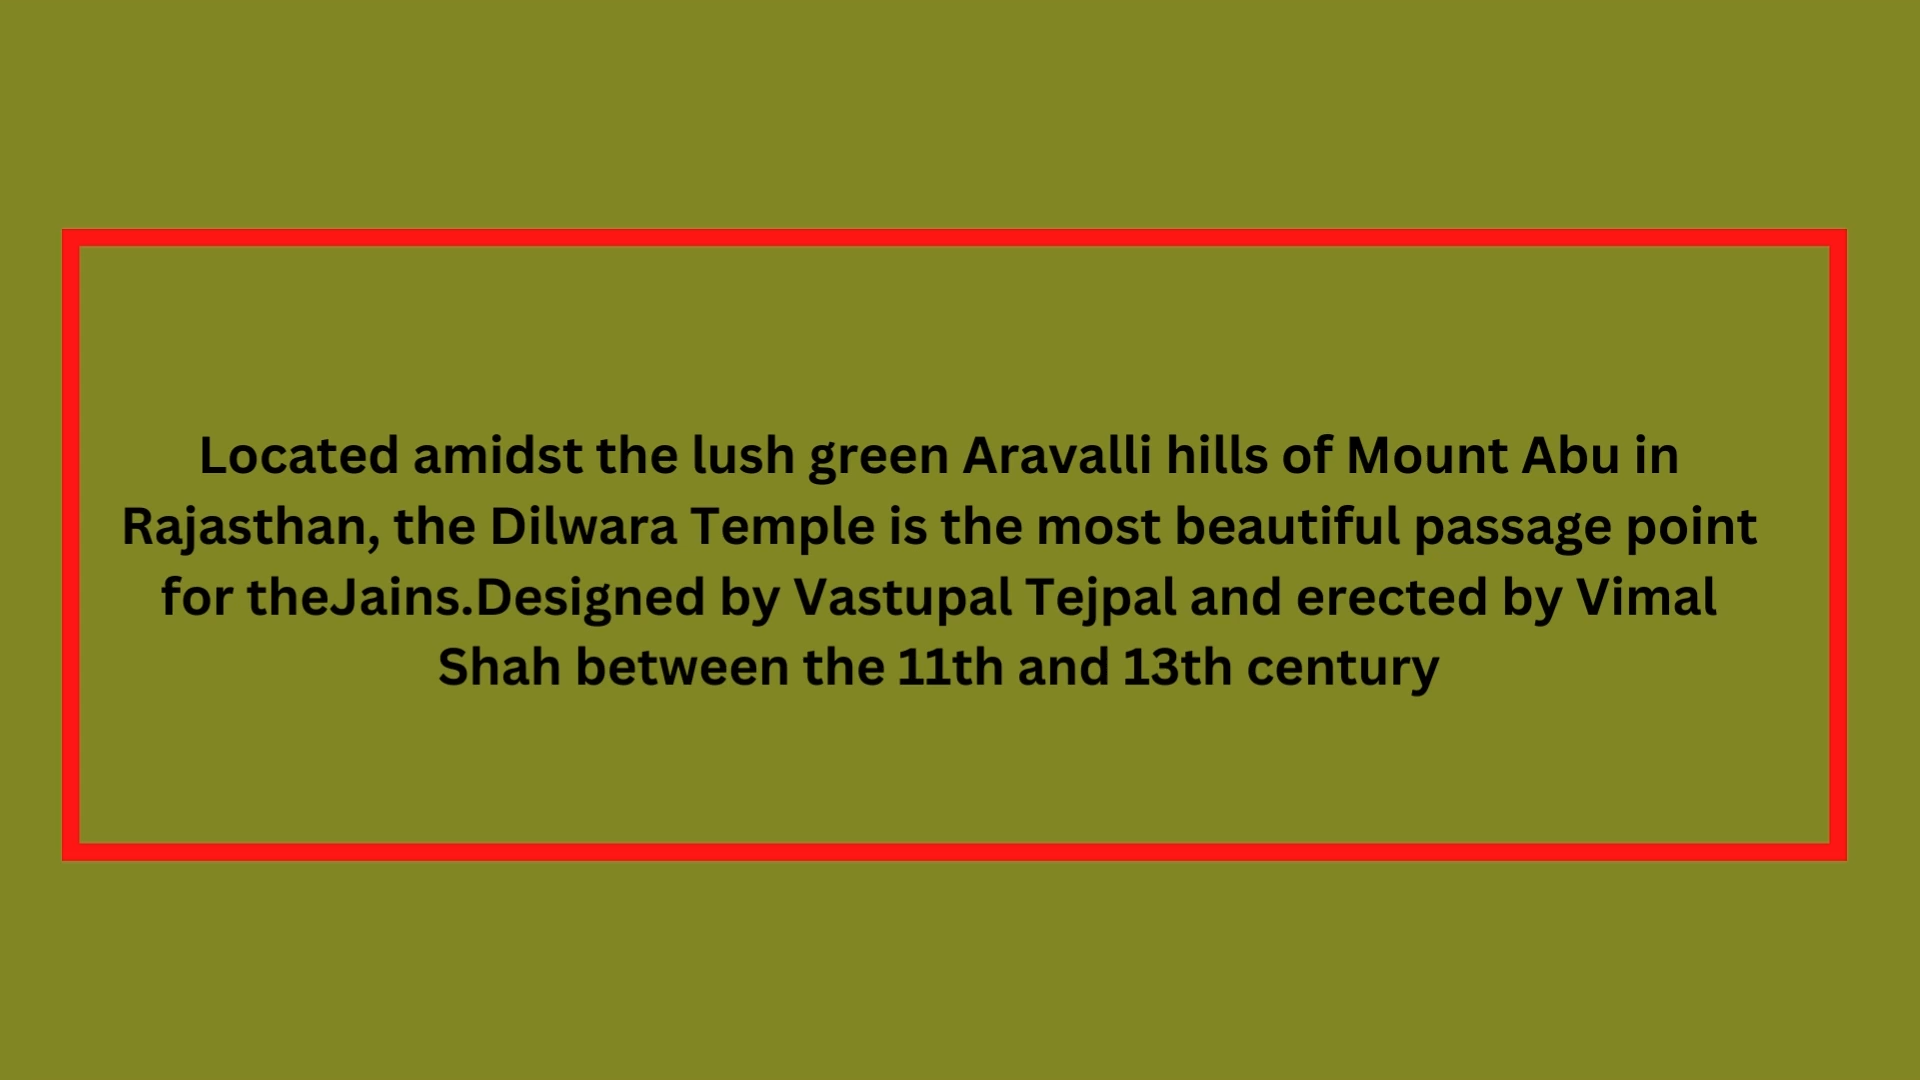 Located amidst the lush green Aravalli hills of Mount Abu in
Rajasthan, the Dilwara Temple is the most beautiful passage point
for theJains.Designed by Vastupal Tejpal and erected by Vimal
Shah between the 11th and 13th century